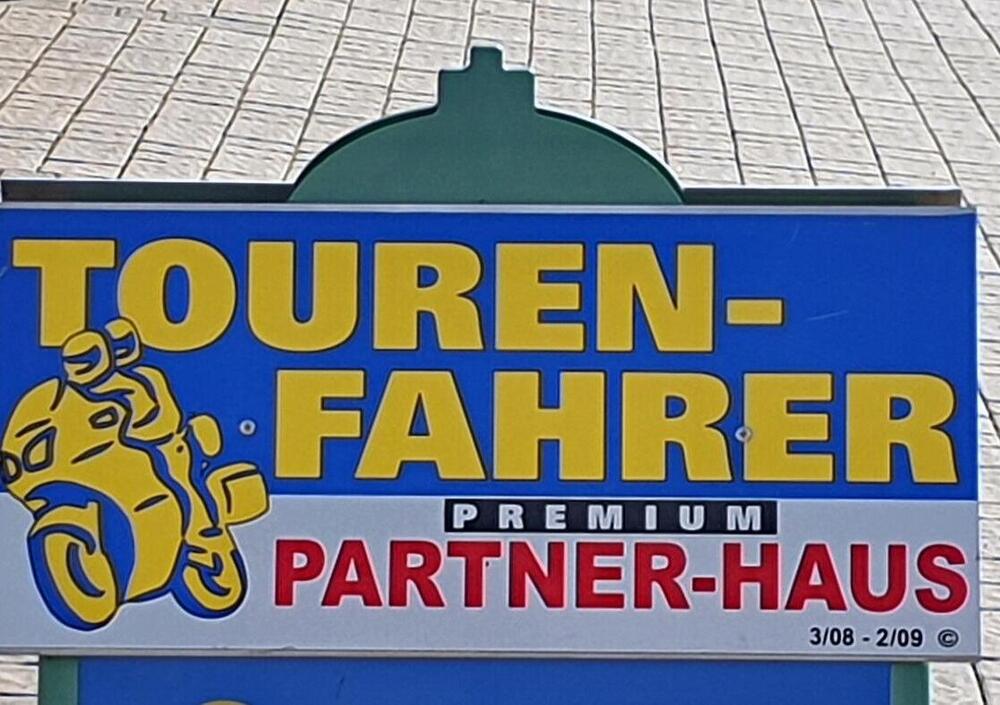 TOUREN-
FAHRER
PREMIUM
PARTNER-HAUS
3/08 - 2/09 ©